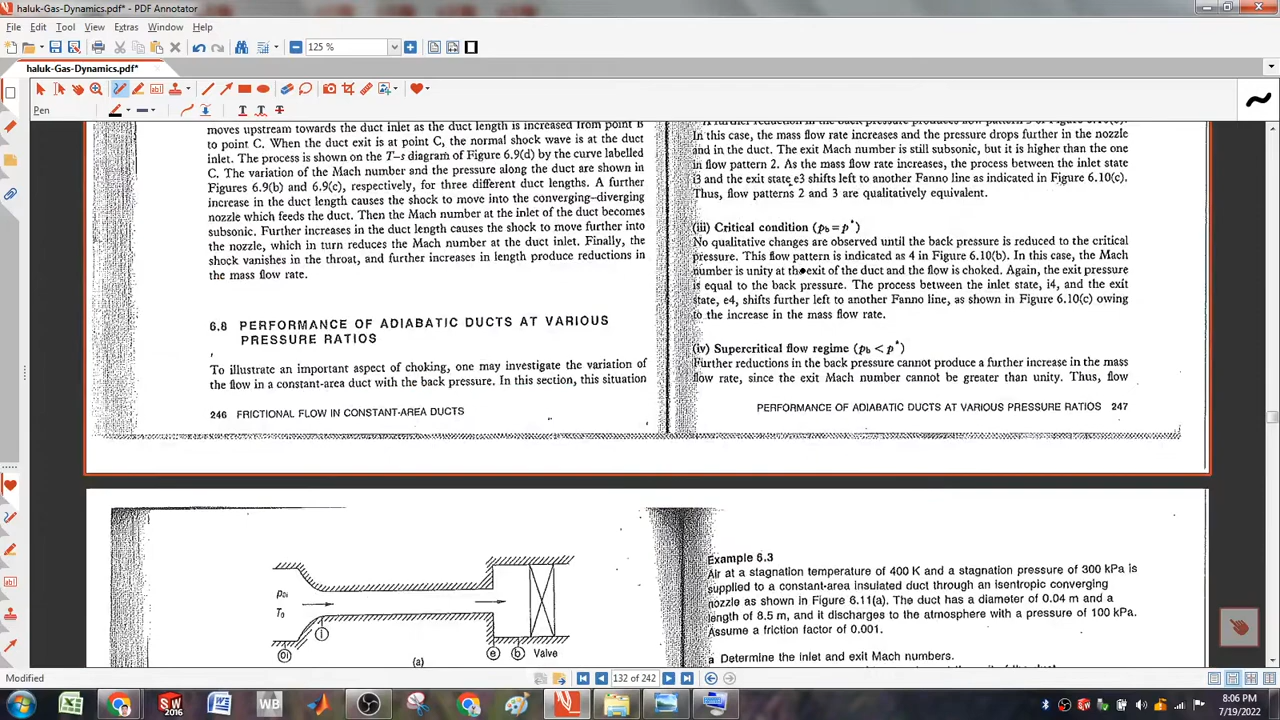 haluk-Gas-Dynamics.pdf* - PDF Annotator
File Edit Tool View Extras Window Help
125 %
haluk-Gas-Dynamics.pdf*
Pen
moves upstream towards the duct inlet as the duct length is increased from point B
to point C. When the duct exit is at point C, the normal shock wave is at the duct
inlet. The process is shown on the T–s diagram of Figure 6.9(d) by the curve labelled
C. The variation of the Mach number and the pressure along the duct are shown in
Figures 6.9(b) and 6.9(c), respectively, for three different duct lengths. A further
increase in the duct length causes the shock to move into the converging–diverging
nozzle which feeds the duct. Then the Mach number at the inlet of the duct becomes
subsonic. Further increases in the duct length causes the shock to move further into
the nozzle, which in turn reduces the Mach number at the duct inlet. Finally, the
shock vanishes in the throat, and further increases in length produce reductions in
the mass flow rate.
6.8 PERFORMANCE OF ADIABATIC DUCTS AT VARIOUS
PRESSURE RATIOS
To illustrate an important aspect of choking, one may investigate the variation of
the flow in a constant-area duct with the back pressure. In this section, this situation
246 FRICTIONAL FLOW IN CONSTANT-AREA DUCTS
A further reduction in the back pressure produces flow pattern
In this case, the mass flow rate increases and the pressure drops further in the nozzle
and in the duct. The exit Mach number is still subsonic, but it is higher than the one
in flow pattern 2. As the mass flow rate increases, the process between the inlet state
i3 and the exit state e3 shifts left to another Fanno line as indicated in Figure 6.10(c).
Thus, flow patterns 2 and 3 are qualitatively equivalent.
(iii) Critical condition (pb = p*)
No qualitative changes are observed until the back pressure is reduced to the critical
pressure. This flow pattern is indicated as 4 in Figure 6.10(b). In this case, the Mach
number is unity at the exit of the duct and the flow is choked. Again, the exit pressure
is equal to the back pressure. The process between the inlet state, i4, and the exit
state, e4, shifts further left to another Fanno line, as shown in Figure 6.10(c) owing
to the increase in the mass flow rate.
(iv) Supercritical flow regime (pb < p*)
Further reductions in the back pressure cannot produce a further increase in the mass
flow rate, since the exit Mach number cannot be greater than unity. Thus, flow
PERFORMANCE OF ADIABATIC DUCTS AT VARIOUS PRESSURE RATIOS 247
p0i
T0
i
0i
e b Valve
(a)
Example 6.3
Air at a stagnation temperature of 400 K and a stagnation pressure of 300 kPa is
supplied to a constant-area insulated duct through an isentropic converging
nozzle as shown in Figure 6.11(a). The duct has a diameter of 0.04 m and a
length of 8.5 m, and it discharges to the atmosphere with a pressure of 100 kPa.
Assume a friction factor of 0.001.
a Determine the inlet and exit Mach numbers.
Modified
132 of 242
SW 2016
WB
8:06 PM
7/19/2022